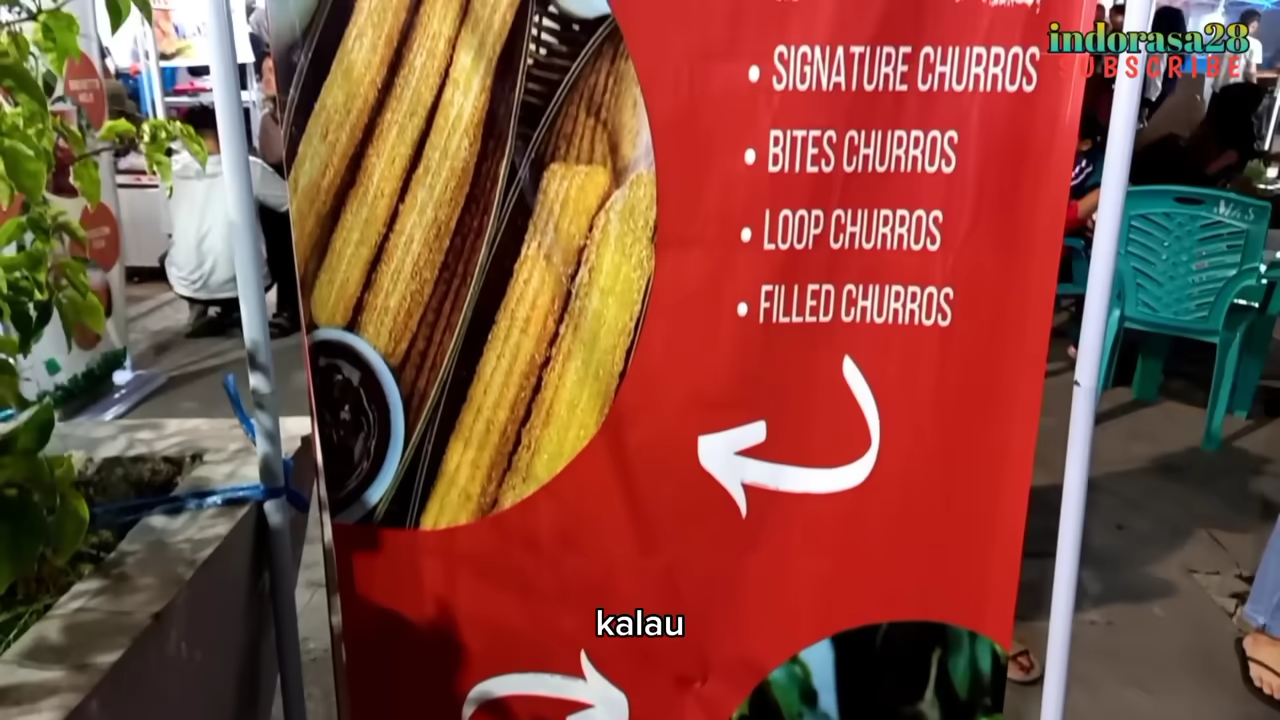 indorasa28
SUBSCRIBE
• SIGNATURE CHURROS
• BITES CHURROS
• LOOP CHURROS
• FILLED CHURROS
kalau